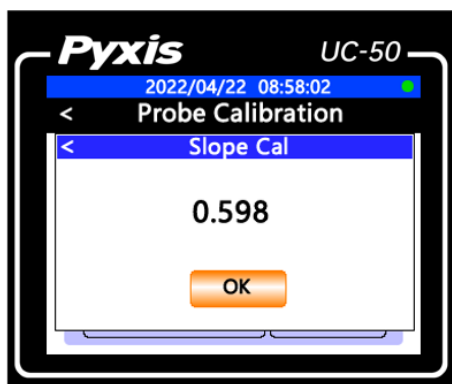 Pyxis UC-50
2022/04/22 08:58:02
< Probe Calibration
< Slope Cal
0.598
OK